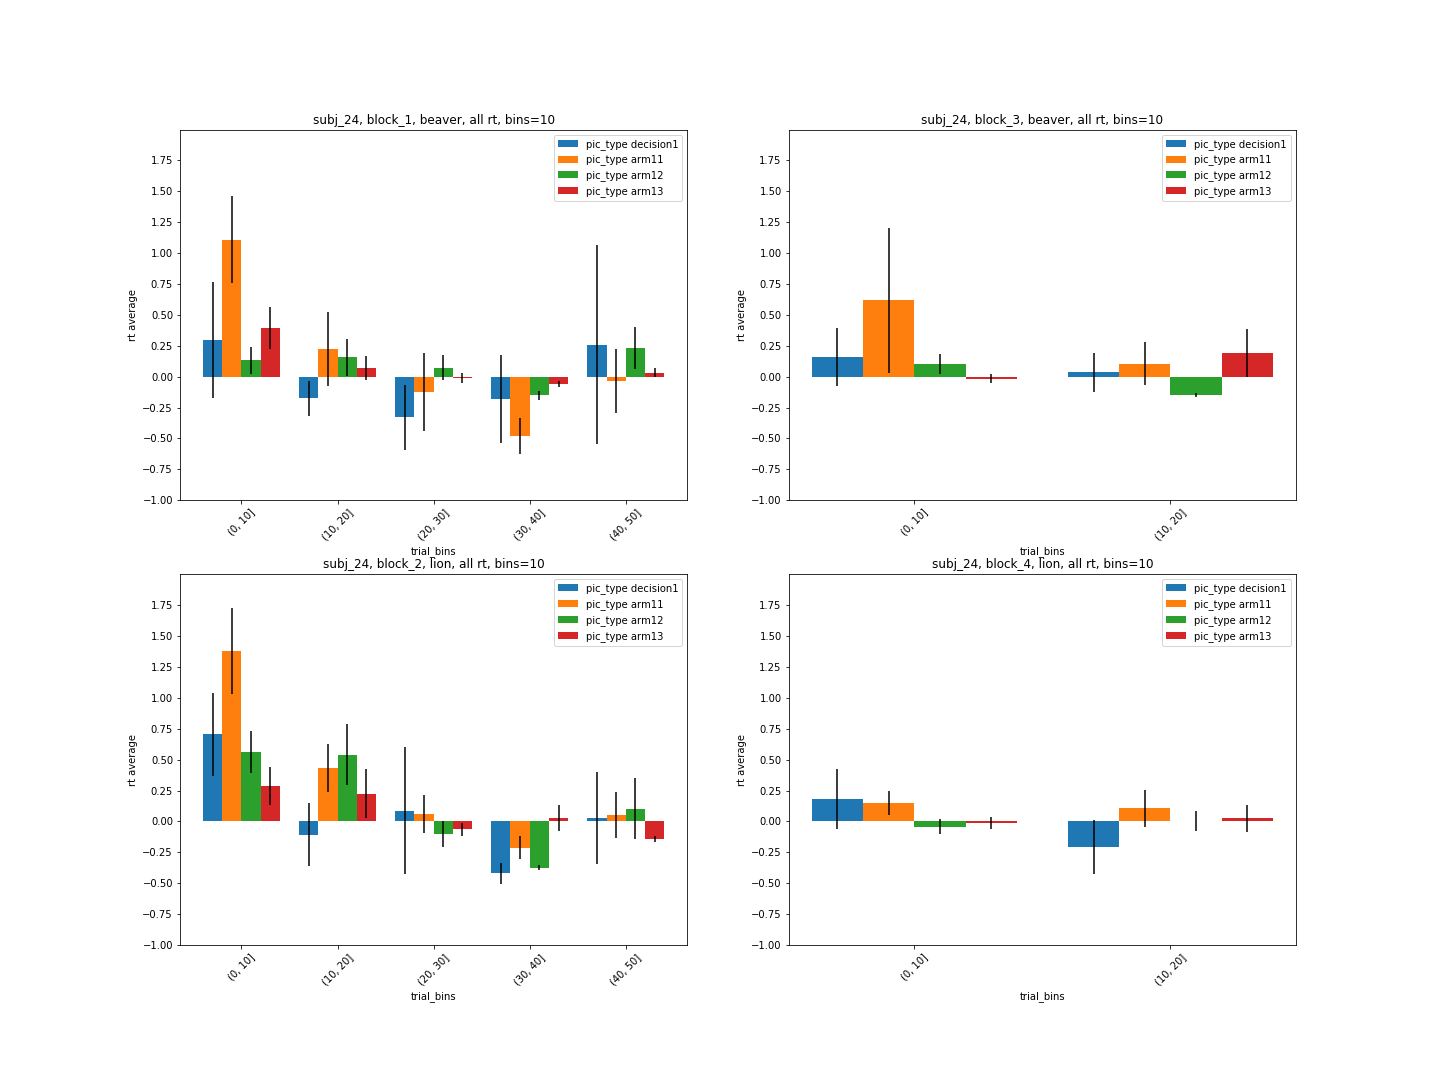 subj_24, block_1, beaver, all rt, bins=10
pic_type decision1
pic_type arm11
pic_type arm12
pic_type arm13
1.75
1.50
1.25
1.00
0.75
0.50
0.25
0.00
−0.25
−0.50
−0.75
−1.00
rt average
(0, 10]
(10, 20]
(20, 30]
(30, 40]
(40, 50]
trial_bins
subj_24, block_3, beaver, all rt, bins=10
pic_type decision1
pic_type arm11
pic_type arm12
pic_type arm13
1.75
1.50
1.25
1.00
0.75
0.50
0.25
0.00
−0.25
−0.50
−0.75
−1.00
rt average
(0, 10]
(10, 20]
trial_bins
subj_24, block_2, lion, all rt, bins=10
pic_type decision1
pic_type arm11
pic_type arm12
pic_type arm13
1.75
1.50
1.25
1.00
0.75
0.50
0.25
0.00
−0.25
−0.50
−0.75
−1.00
rt average
(0, 10]
(10, 20]
(20, 30]
(30, 40]
(40, 50]
trial_bins
subj_24, block_4, lion, all rt, bins=10
pic_type decision1
pic_type arm11
pic_type arm12
pic_type arm13
1.75
1.50
1.25
1.00
0.75
0.50
0.25
0.00
−0.25
−0.50
−0.75
−1.00
rt average
(0, 10]
(10, 20]
trial_bins